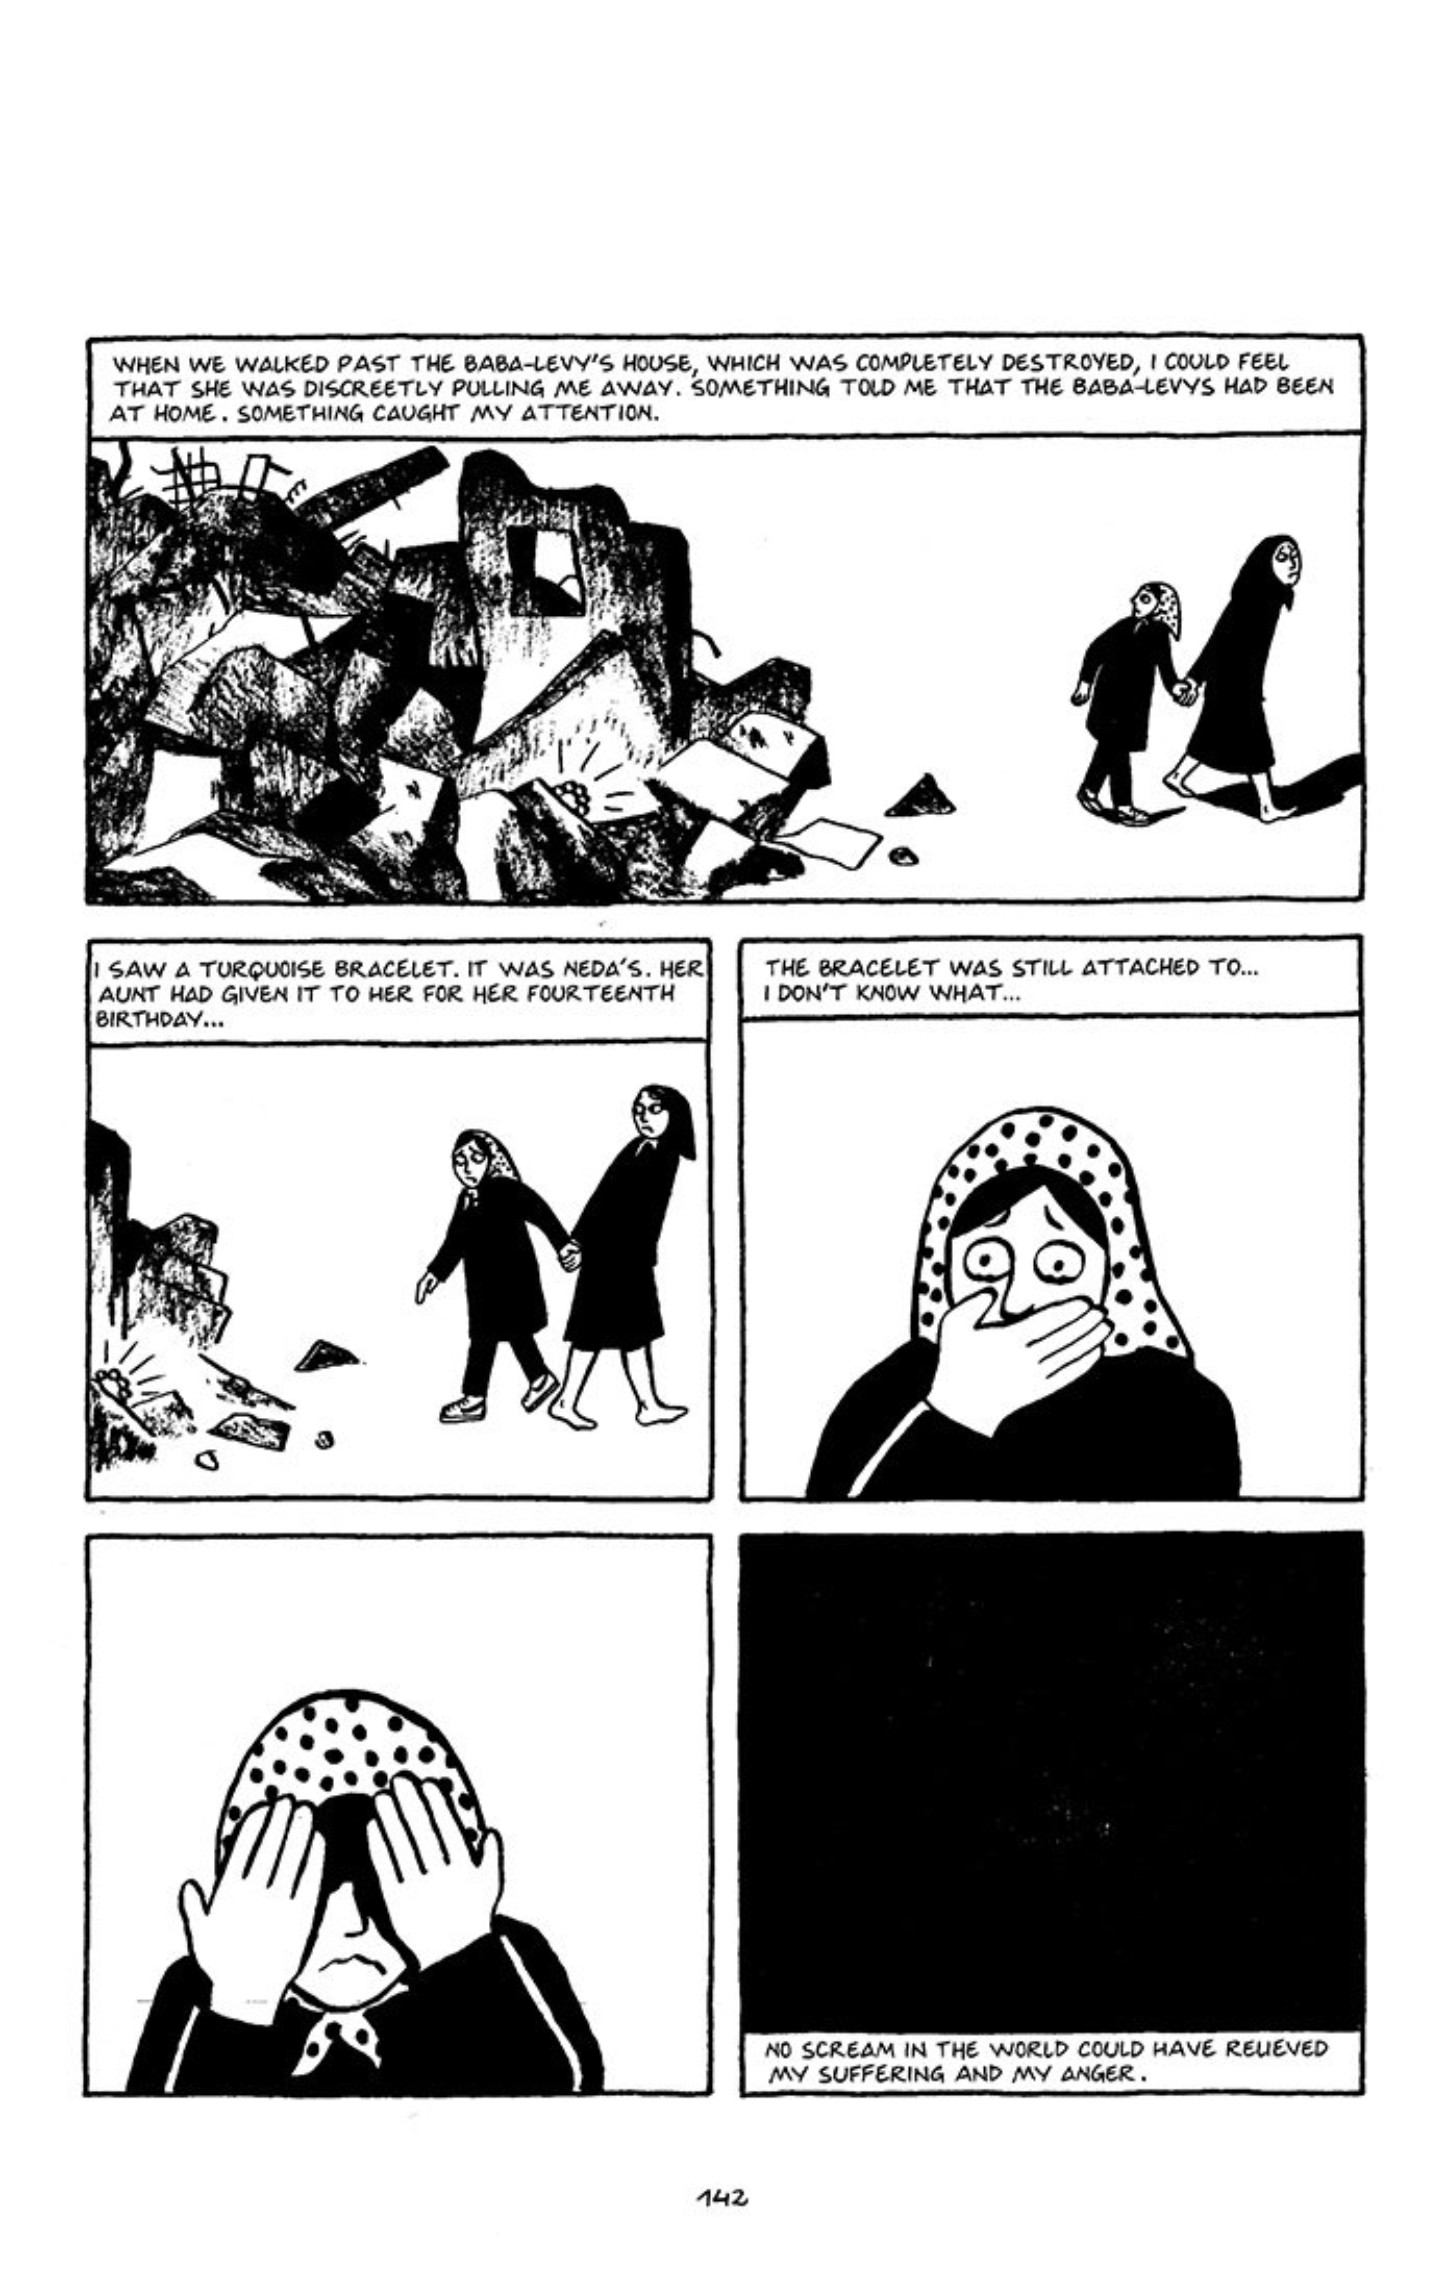 WHEN WE WALKED PAST THE BABA-LEVY'S HOUSE, WHICH WAS COMPLETELY DESTROYED, I COULD FEEL
THAT SHE WAS DISCREETLY PULLING ME AWAY. SOMETHING TOLD ME THAT THE BABA-LEVYS HAD BEEN
AT HOME. SOMETHING CAUGHT MY ATTENTION.
I SAW A TURQUOISE BRACELET. IT WAS NEDA'S. HER
AUNT HAD GIVEN IT TO HER FOR HER FOURTEENTH
BIRTHDAY...
THE BRACELET WAS STILL ATTACHED TO...
I DON'T KNOW WHAT...
NO SCREAM IN THE WORLD COULD HAVE RELIEVED
MY SUFFERING AND MY ANGER.
142